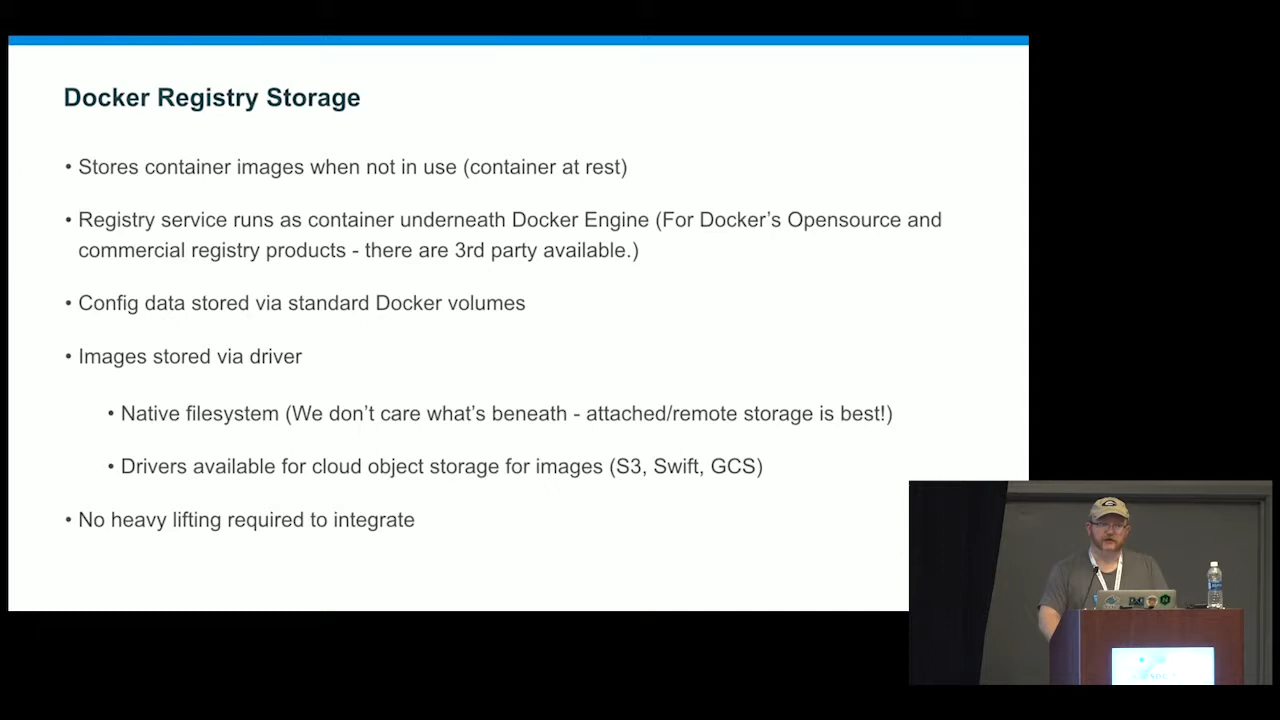 Docker Registry Storage
• Stores container images when not in use (container at rest)
• Registry service runs as container underneath Docker Engine (For Docker’s Opensource and
commercial registry products - there are 3rd party available.)
• Config data stored via standard Docker volumes
• Images stored via driver
• Native filesystem (We don’t care what’s beneath - attached/remote storage is best!)
• Drivers available for cloud object storage for images (S3, Swift, GCS)
• No heavy lifting required to integrate